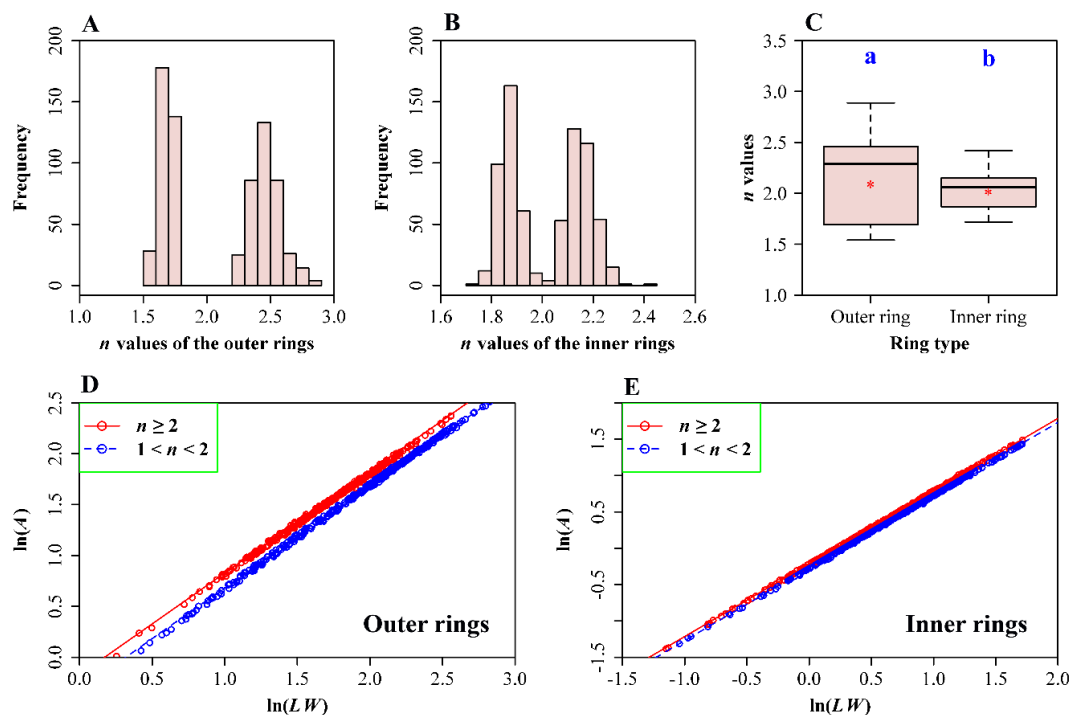 A
Frequency
200
150
100
50
0
1.0 1.5 2.0 2.5 3.0
n values of the outer rings
B
Frequency
200
150
100
50
0
1.6 1.8 2.0 2.2 2.4 2.6
n values of the inner rings
C
n values
3.5
3.0
2.5
2.0
1.5
1.0
a b
* *
Outer ring Inner ring
Ring type
D
ln(A)
2.5
2.0
1.5
1.0
0.5
0.0
n ≥ 2
1 < n < 2
Outer rings
0.0 0.5 1.0 1.5 2.0 2.5 3.0
ln(LW)
E
ln(A)
1.5
0.5
-0.5
-1.5
n ≥ 2
1 < n < 2
Inner rings
-1.5 -1.0 -0.5 0.0 0.5 1.0 1.5 2.0
ln(LW)